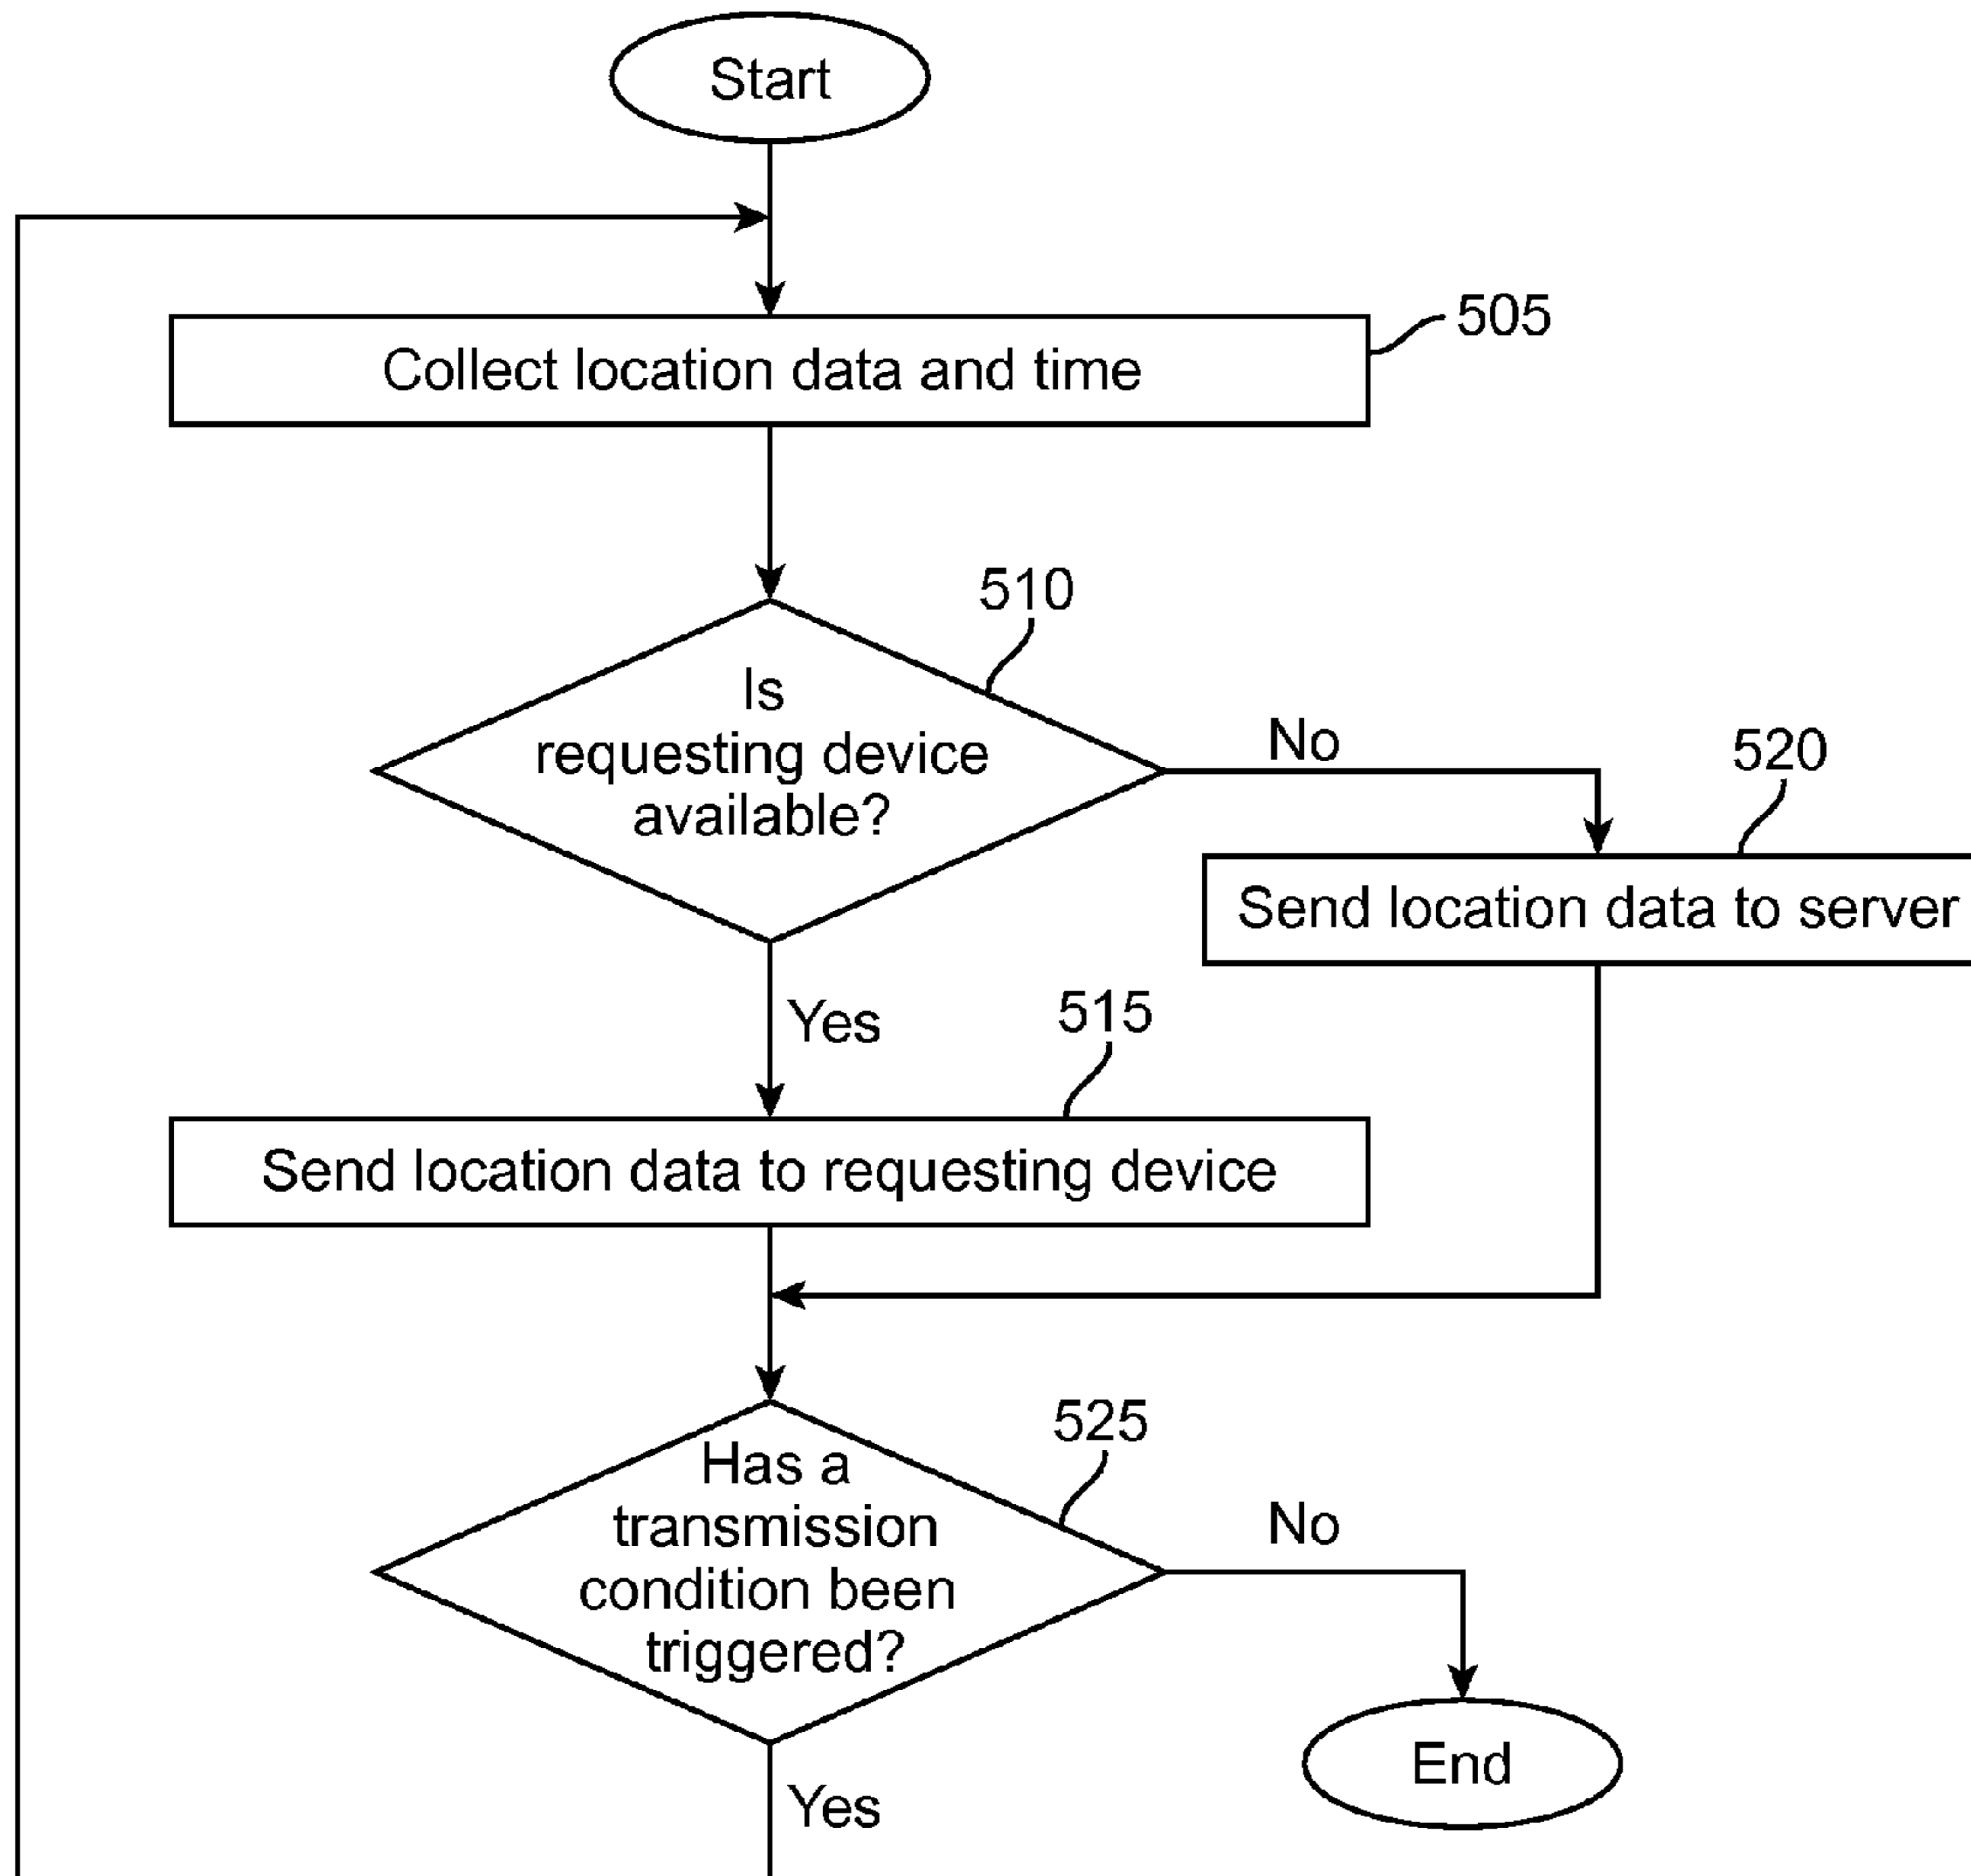 Start
505
Collect location data and time
510
Is
requesting device
available?
No
520
Send location data to server
Yes
515
Send location data to requesting device
525
Has a
transmission
condition been
triggered?
No
End
Yes